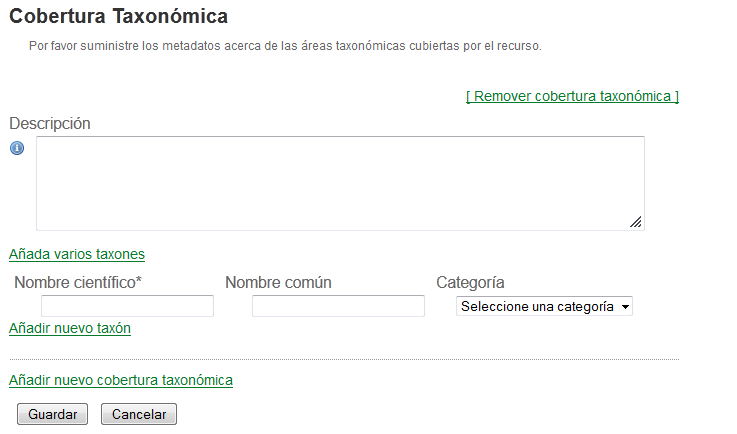 Cobertura Taxonómica
Por favor suministre los metadatos acerca de las áreas taxonómicas cubiertas por el recurso.
[ Remover cobertura taxonómica ]
Descripción
Añada varios taxones
Nombre científico* Nombre común Categoría
Seleccione una categoría
Añadir nuevo taxón
Añadir nuevo cobertura taxonómica
Guardar Cancelar